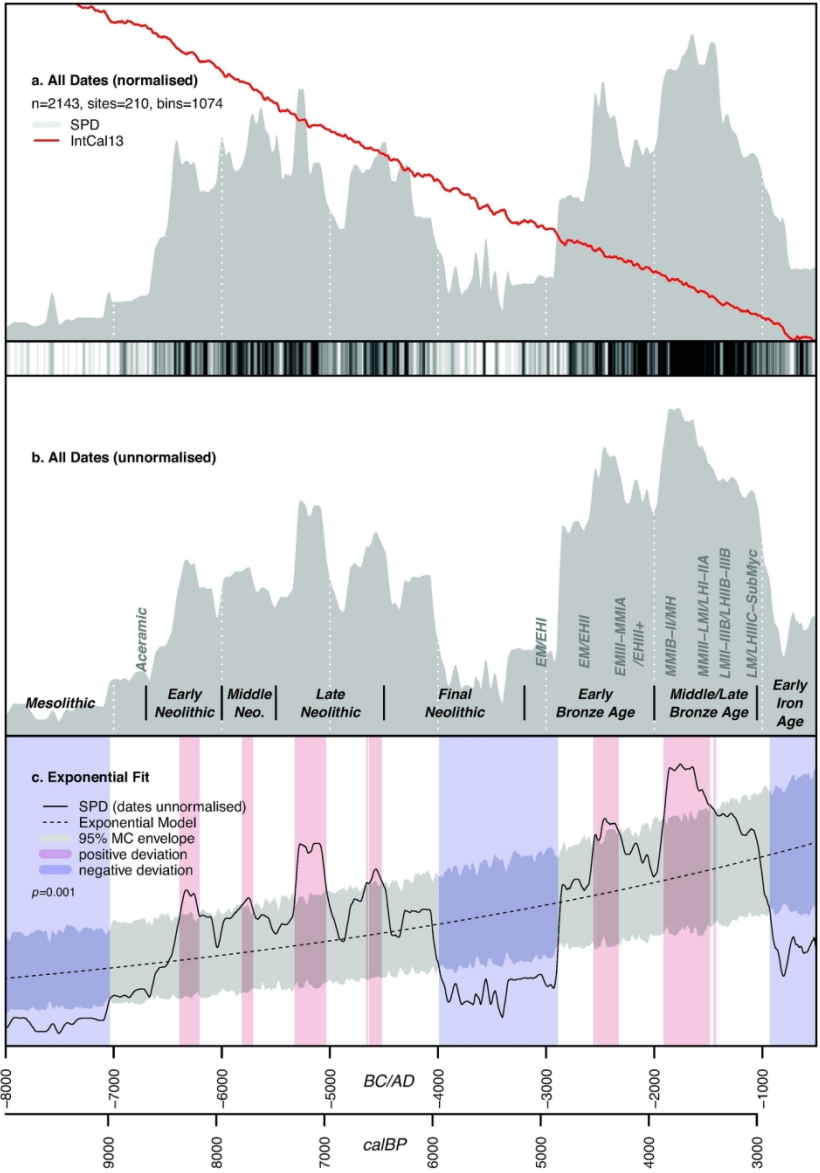 a. All Dates (normalised)
n=2143, sites=210, bins=1074
SPD
IntCal13
b. All Dates (unnormalised)
Aceramic
EM/EHI
EM/EHII
EMIII–MMIA
/EHIII+
MMIB–II/MH
MMIII–LMI/LHI–IIA
LMII–IIIB/LHIIB–IIIB
LM/LHIIIC–SubMyc
Mesolithic
Early
Neolithic
Middle
Neo.
Late
Neolithic
Final
Neolithic
Early
Bronze Age
Middle/Late
Bronze Age
Early
Iron
Age
c. Exponential Fit
SPD (dates unnormalised)
Exponential Model
95% MC envelope
positive deviation
negative deviation
p=0.001
-8000 -7000 -6000 -5000 -4000 -3000 -2000 -1000
BC/AD
9000 8000 7000 6000 5000 4000 3000
calBP